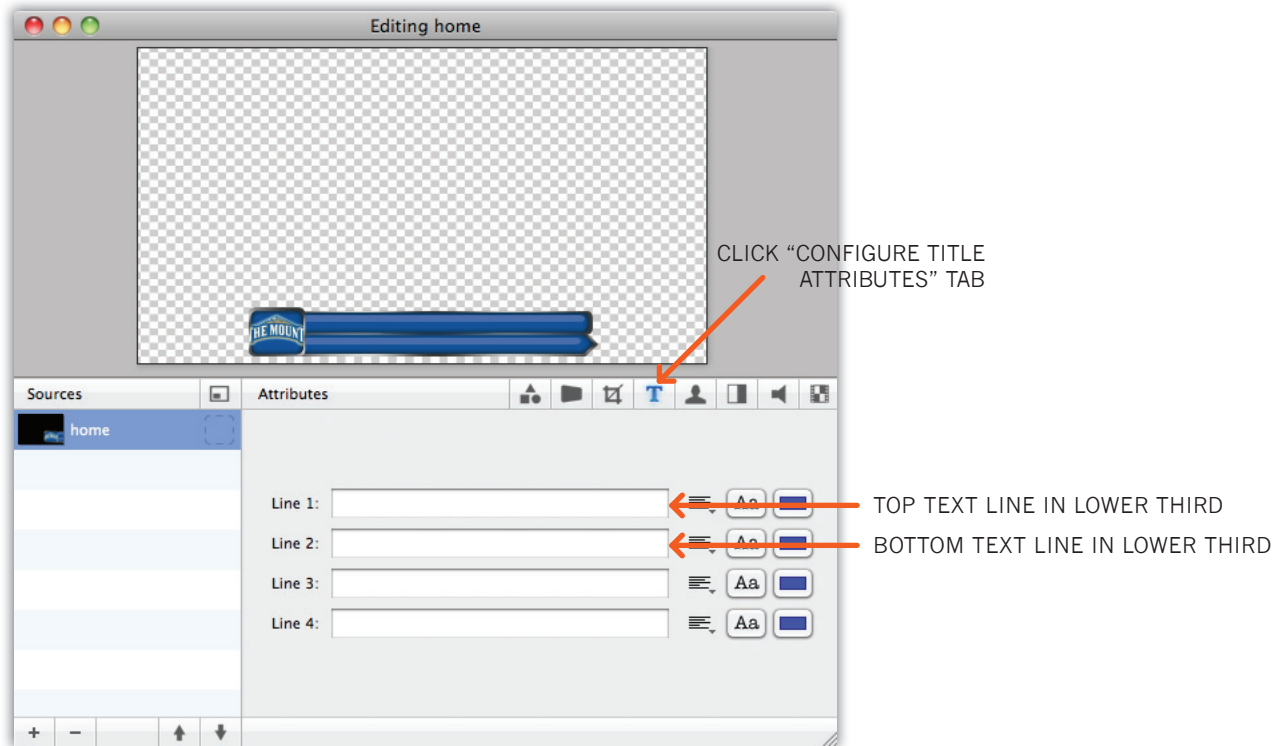 Editing home
HE MOUNT
CLICK “CONFIGURE TITLE
ATTRIBUTES” TAB
Sources
Attributes
T
home
Line 1:
Aa
TOP TEXT LINE IN LOWER THIRD
Line 2:
Aa
BOTTOM TEXT LINE IN LOWER THIRD
Line 3:
Aa
Line 4:
Aa